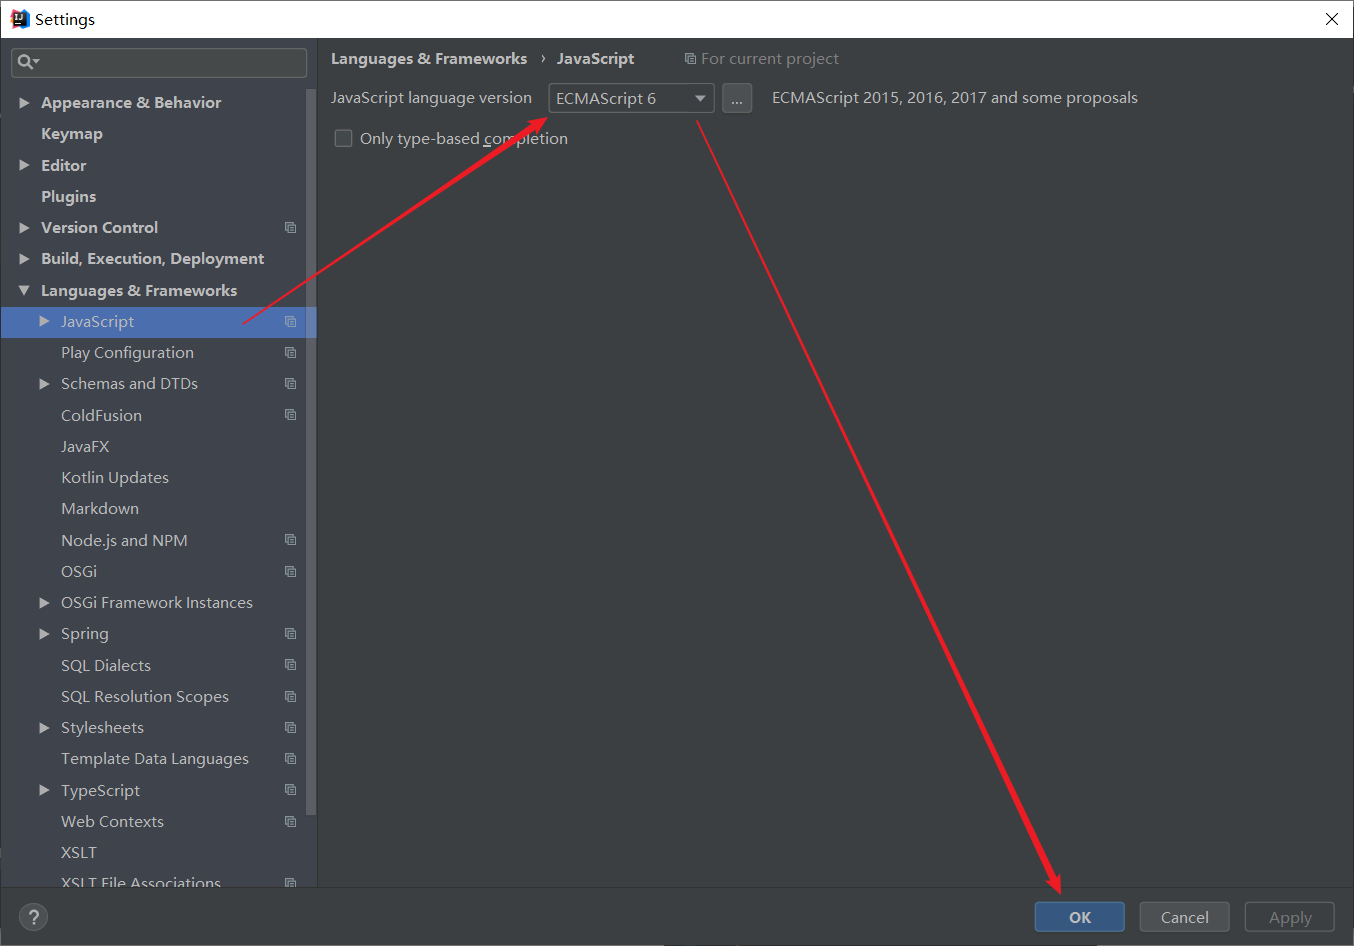 Settings
Appearance & Behavior
Keymap
Editor
Plugins
Version Control
Build, Execution, Deployment
Languages & Frameworks
JavaScript
Play Configuration
Schemas and DTDs
ColdFusion
JavaFX
Kotlin Updates
Markdown
Node.js and NPM
OSGi
OSGi Framework Instances
Spring
SQL Dialects
SQL Resolution Scopes
Stylesheets
Template Data Languages
TypeScript
Web Contexts
XSLT
XSLT File Associations
Languages & Frameworks › JavaScript For current project
JavaScript language version ECMAScript 6 ... ECMAScript 2015, 2016, 2017 and some proposals
Only type-based completion
? OK Cancel Apply